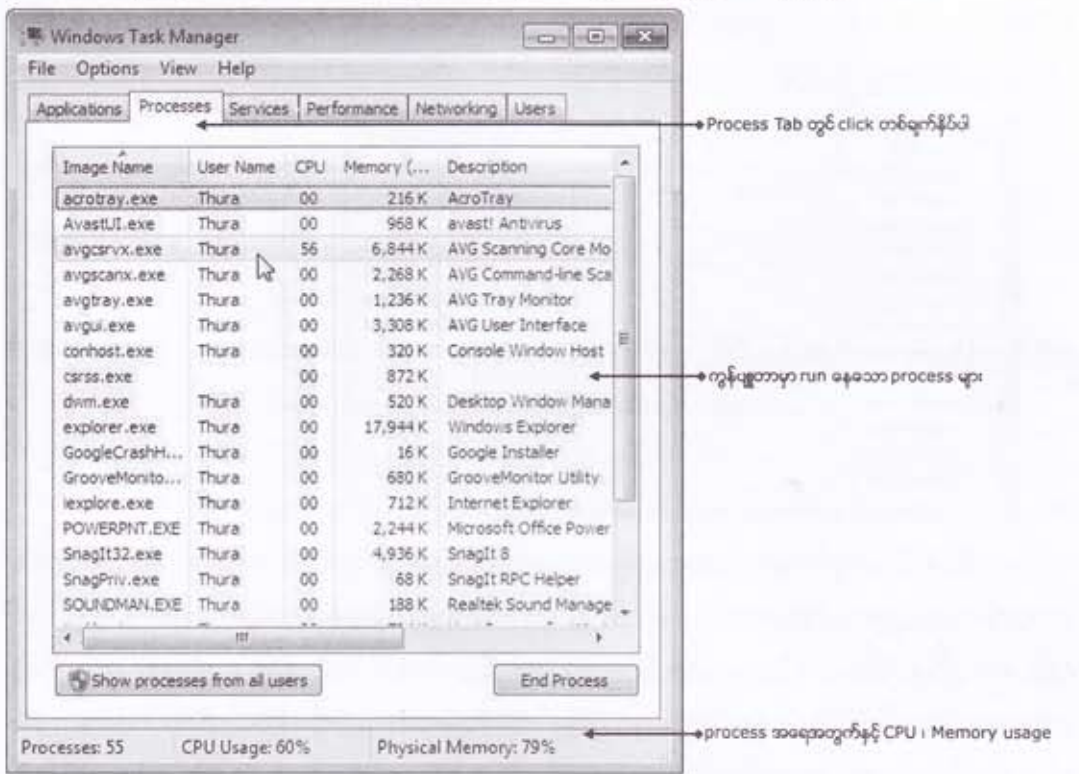 Windows Task Manager
File Options View Help
Applications Processes Services Performance Networking Users
Process Tab တွင် click တစ်ချက်နှိပ်ပါ
Image Name User Name CPU Memory (... Description
acrotray.exe Thura 00 216 K AcroTray
AvastUI.exe Thura 00 968 K avast! Antivirus
avgcsrvx.exe Thura 56 6,844 K AVG Scanning Core Mo
avgscanx.exe Thura 00 2,268 K AVG Command-line Sca
avgtray.exe Thura 00 1,236 K AVG Tray Monitor
avgui.exe Thura 00 3,308 K AVG User Interface
conhost.exe Thura 00 320 K Console Window Host
csrss.exe 00 872 K
ကွန်ပျူတာမှာ run နေသော process များ
dwm.exe Thura 00 520 K Desktop Window Mana
explorer.exe Thura 00 17,944 K Windows Explorer
GoogleCrashH... Thura 00 16 K Google Installer
GrooveMonito... Thura 00 680 K GrooveMonitor Utility
iexplore.exe Thura 00 712 K Internet Explorer
POWERPNT.EXE Thura 00 2,244 K Microsoft Office Power
SnagIt32.exe Thura 00 4,936 K SnagIt 8
SnagPriv.exe Thura 00 68 K SnagIt RPC Helper
SOUNDMAN.EXE Thura 00 188 K Realtek Sound Manage
Show processes from all users End Process
Processes: 55 CPU Usage: 60% Physical Memory: 79%
process အရေအတွက်နှင့် CPU ၊ Memory usage